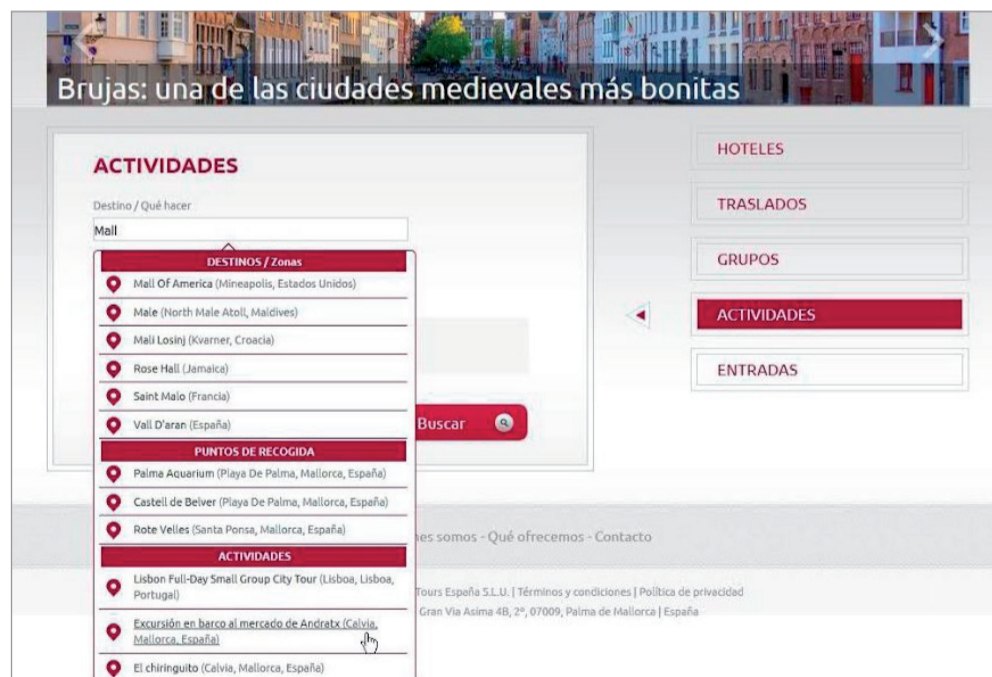 Brujas: una de las ciudades medievales más bonitas
ACTIVIDADES
Destino / Qué hacer
Mall
DESTINOS / Zonas
Mall Of America (Mineapolis, Estados Unidos)
Male (North Male Atoll, Maldives)
Mali Losinj (Kvarner, Croacia)
Rose Hall (Jamaica)
Saint Malo (Francia)
Vall D'aran (España)
PUNTOS DE RECOGIDA
Palma Aquarium (Playa De Palma, Mallorca, España)
Castell de Belver (Playa De Palma, Mallorca, España)
Rote Velles (Santa Ponsa, Mallorca, España)
ACTIVIDADES
Lisbon Full-Day Small Group City Tour (Lisboa, Lisboa,
Portugal)
Excursión en barco al mercado de Andratx (Calvia,
Mallorca, España)
El chiringuito (Calvia, Mallorca, España)
Buscar
HOTELES
TRASLADOS
GRUPOS
ACTIVIDADES
ENTRADAS
nes somos - Qué ofrecemos - Contacto
Tours España S.L.U. | Términos y condiciones | Política de privacidad
Gran Via Asima 4B, 2º, 07009, Palma de Mallorca | España